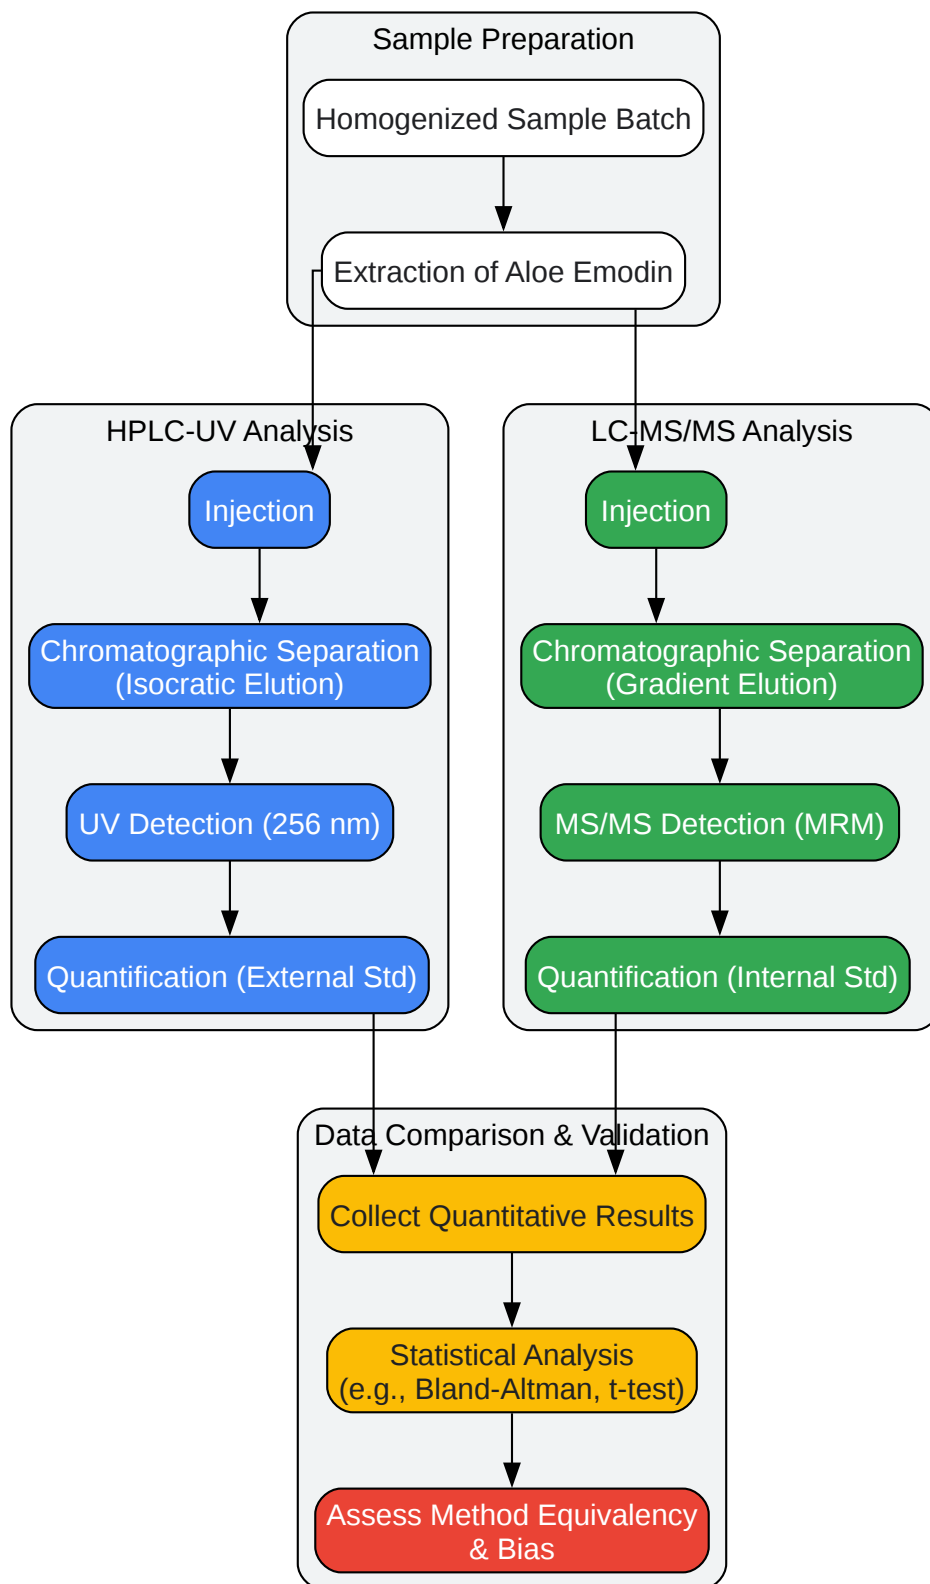 Sample Preparation
Homogenized Sample Batch
Extraction of Aloe Emodin
HPLC-UV Analysis
Injection
Chromatographic Separation
(Isocratic Elution)
UV Detection (256 nm)
Quantification (External Std)
LC-MS/MS Analysis
Injection
Chromatographic Separation
(Gradient Elution)
MS/MS Detection (MRM)
Quantification (Internal Std)
Data Comparison & Validation
Collect Quantitative Results
Statistical Analysis
(e.g., Bland-Altman, t-test)
Assess Method Equivalency
& Bias